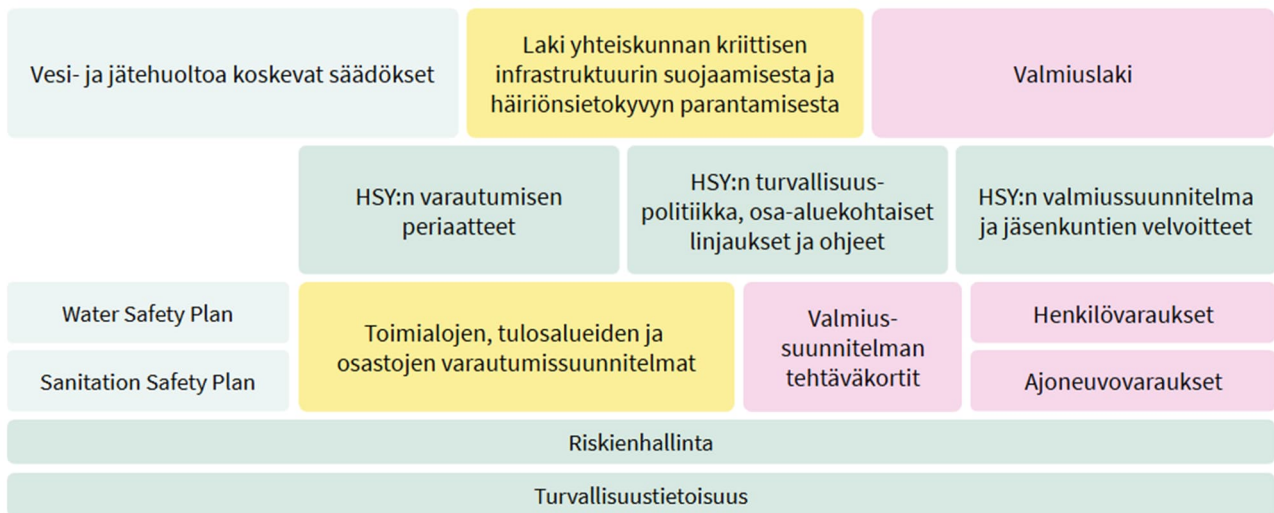 Vesi- ja jätehuoltoa koskevat säädökset
Laki yhteiskunnan kriittisen
infrastruktuurin suojaamisesta ja
häiriönsietokyvyn parantamisesta
Valmiuslaki
HSY:n varautumisen
periaatteet
HSY:n turvallisuus-
politiikka, osa-aluekohtaiset
linjaukset ja ohjeet
HSY:n valmiussuunnitelma
ja jäsenkuntien velvoitteet
Water Safety Plan
Sanitation Safety Plan
Toimialojen, tulosalueiden ja
osastojen varautumissuunnitelmat
Valmius-
suunnitelman
tehtäväkortit
Henkilövaraukset
Ajoneuvovaraukset
Riskienhallinta
Turvallisuustietoisuus